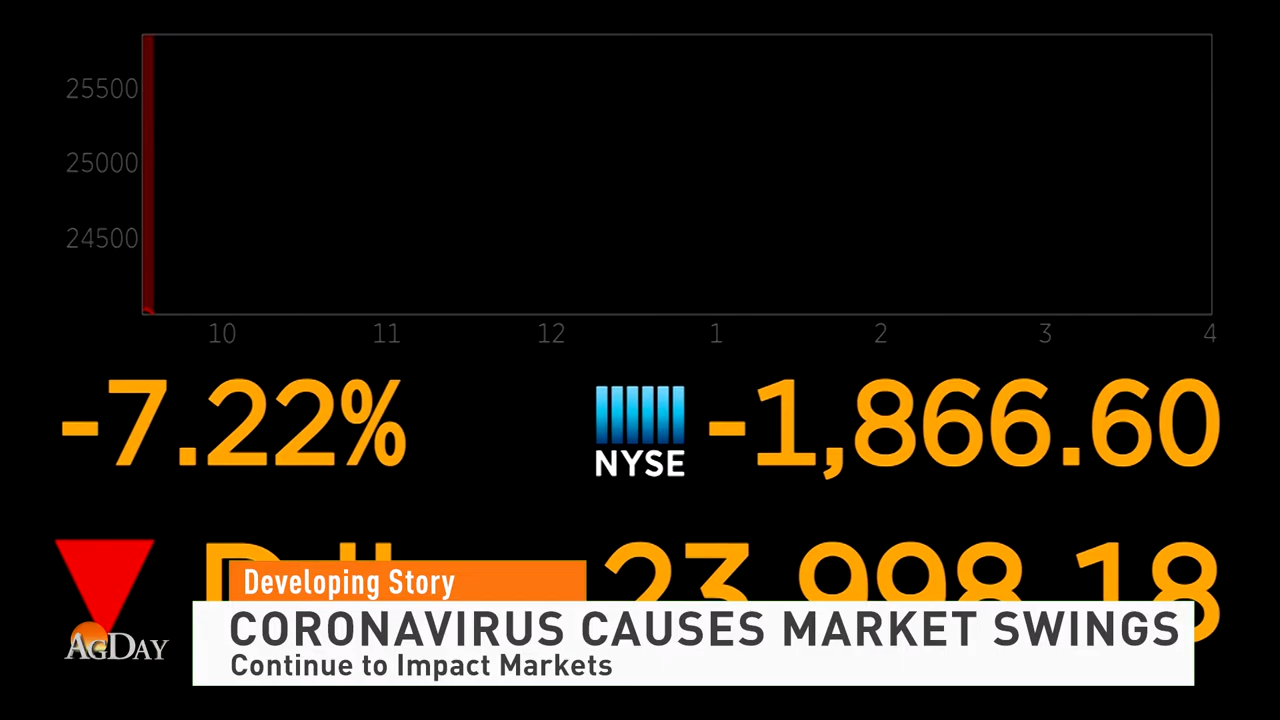 25500
25000
24500
10 11 12 1 2 3 4
-7.22% NYSE -1,866.60
23,998.18
Developing Story
CORONAVIRUS CAUSES MARKET SWINGS
Continue to Impact Markets
AGDAY